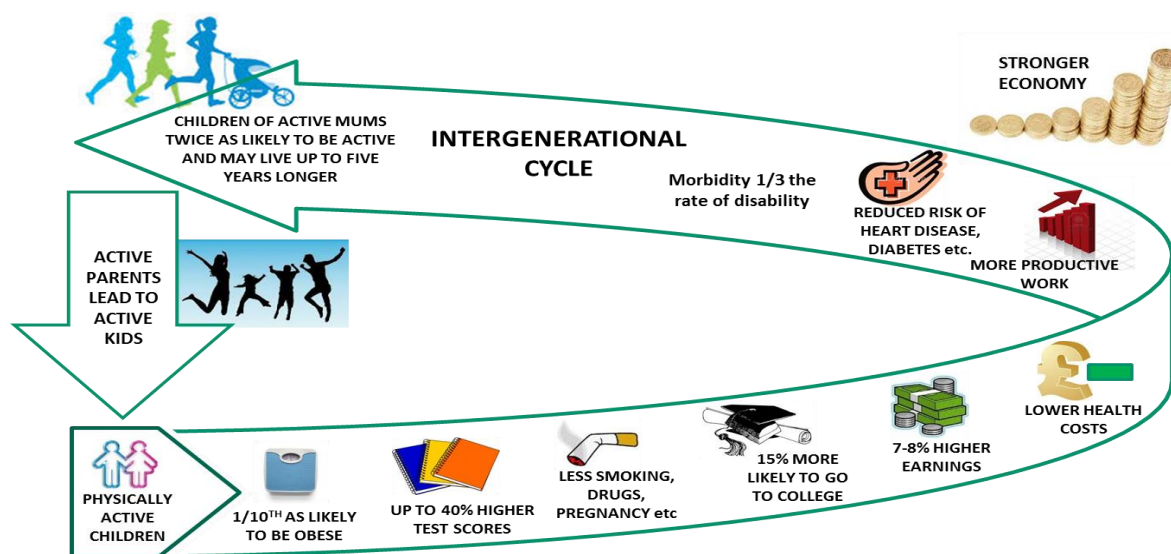 STRONGER
ECONOMY
CHILDREN OF ACTIVE MUMS
TWICE AS LIKELY TO BE ACTIVE
AND MAY LIVE UP TO FIVE
YEARS LONGER
INTERGENERATIONAL
CYCLE
Morbidity 1/3 the
rate of disability
REDUCED RISK OF
HEART DISEASE,
DIABETES etc.
MORE PRODUCTIVE
WORK
ACTIVE
PARENTS
LEAD TO
ACTIVE
KIDS
LOWER HEALTH
COSTS
7-8% HIGHER
EARNINGS
15% MORE
LIKELY TO GO
TO COLLEGE
LESS SMOKING,
DRUGS,
PREGNANCY etc
UP TO 40% HIGHER
TEST SCORES
1/10TH AS LIKELY
TO BE OBESE
PHYSICALLY
ACTIVE
CHILDREN